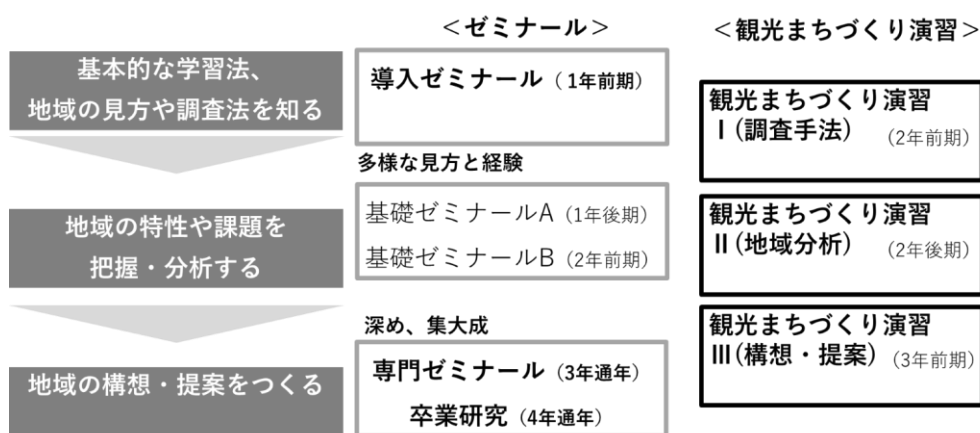 ＜ゼミナール＞
＜観光まちづくり演習＞
基本的な学習法、
地域の見方や調査法を知る
導入ゼミナール（1年前期）
観光まちづくり演習
Ⅰ(調査手法)　(2年前期)
多様な見方と経験
地域の特性や課題を
把握・分析する
基礎ゼミナールA（1年後期）
基礎ゼミナールB（2年前期）
観光まちづくり演習
Ⅱ(地域分析)　(2年後期)
深め、集大成
地域の構想・提案をつくる
専門ゼミナール（3年通年）
卒業研究（4年通年）
観光まちづくり演習
Ⅲ(構想・提案)（3年前期）